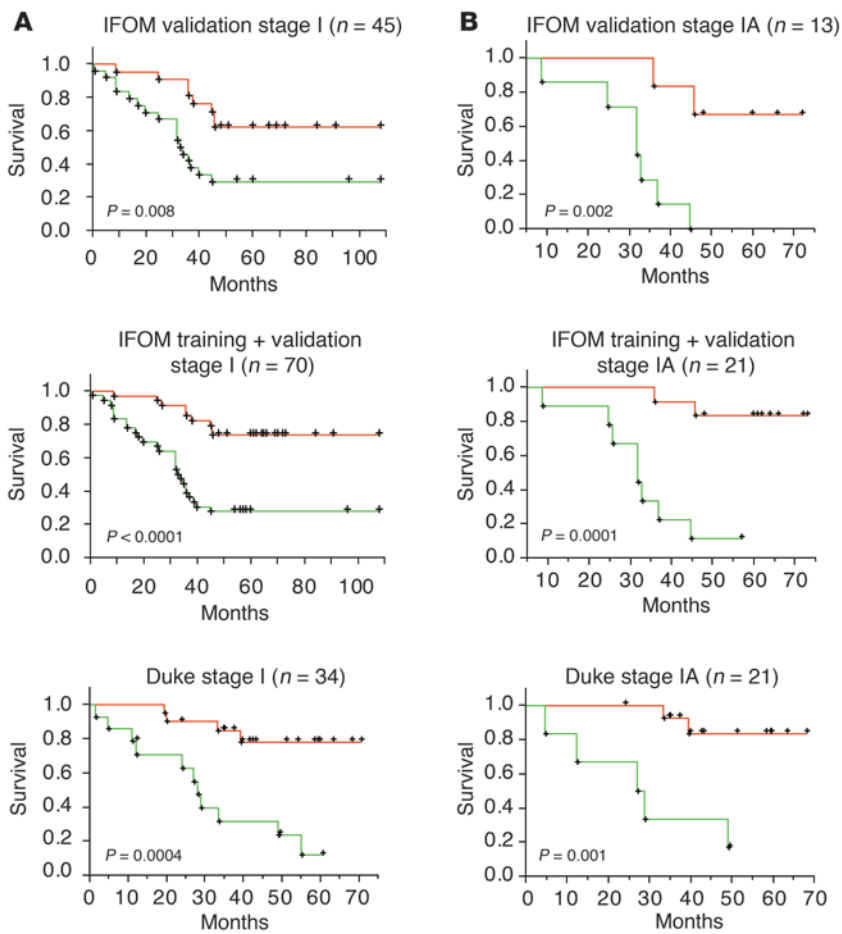 A
IFOM validation stage I (n = 45)
Survival
1.0
0.8
0.6
0.4
0.2
0.0
P = 0.008
0 20 40 60 80 100
Months
B
IFOM validation stage IA (n = 13)
Survival
1.0
0.8
0.6
0.4
0.2
0.0
P = 0.002
10 20 30 40 50 60 70
Months
IFOM training + validation
stage I (n = 70)
Survival
1.0
0.8
0.6
0.4
0.2
0.0
P < 0.0001
0 20 40 60 80 100
Months
IFOM training + validation
stage IA (n = 21)
Survival
1.0
0.8
0.6
0.4
0.2
0.0
P = 0.0001
10 20 30 40 50 60 70
Months
Duke stage I (n = 34)
Survival
1.0
0.8
0.6
0.4
0.2
0.0
P = 0.0004
0 10 20 30 40 50 60 70
Months
Duke stage IA (n = 21)
Survival
1.0
0.8
0.6
0.4
0.2
0.0
P = 0.001
0 10 20 30 40 50 60 70
Months